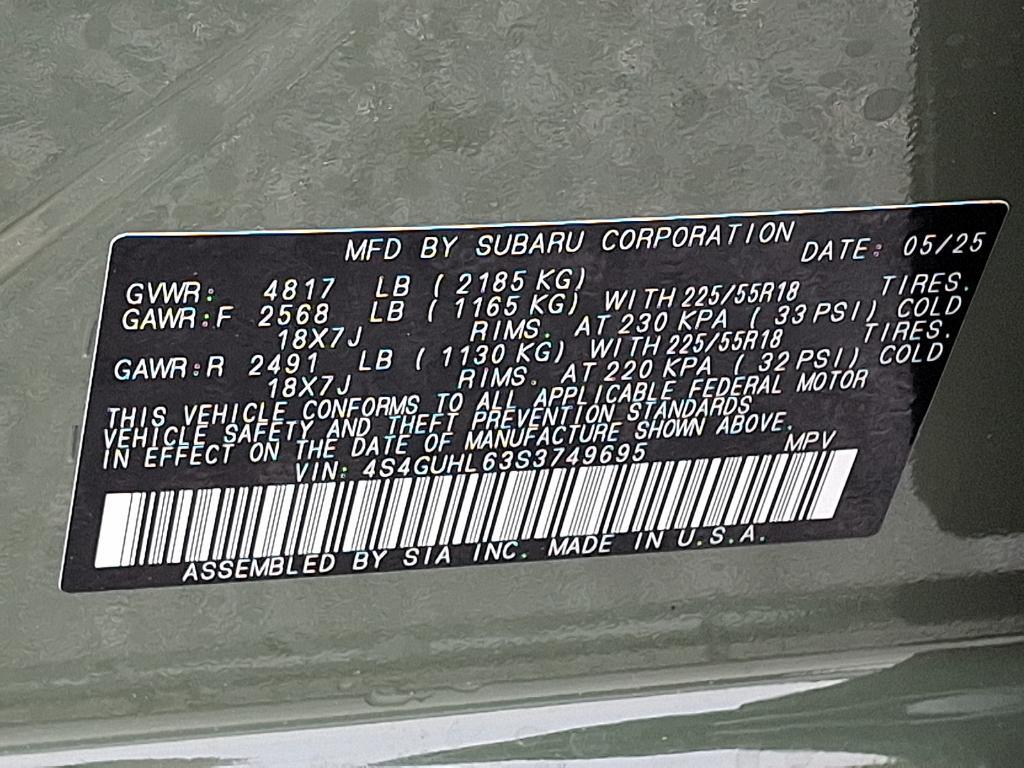 MFD BY SUBARU CORPORATION DATE: 05/25
GVWR: 4817 LB (2185 KG)
GAWR:F 2568 LB (1165 KG) WITH 225/55R18 TIRES.
18X7J RIMS. AT 230 KPA (33 PSI) COLD
GAWR:R 2491 LB (1130 KG) WITH 225/55R18 TIRES.
18X7J RIMS. AT 220 KPA (32 PSI) COLD
THIS VEHICLE CONFORMS TO ALL APPLICABLE FEDERAL MOTOR
VEHICLE SAFETY AND THEFT PREVENTION STANDARDS
IN EFFECT ON THE DATE OF MANUFACTURE SHOWN ABOVE.
VIN: 4S4GUHL63S3749695 MPV
ASSEMBLED BY SIA INC. MADE IN U.S.A.